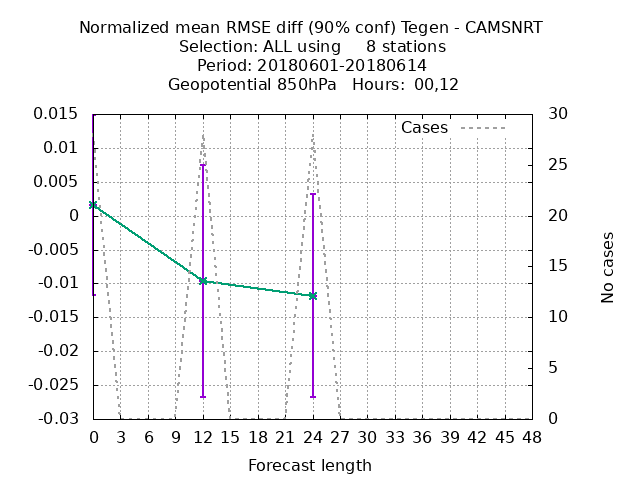 Normalized mean RMSE diff (90% conf) Tegen - CAMSNRT
Selection: ALL using     8 stations
Period: 20180601-20180614
Geopotential 850hPa   Hours: 00,12
Cases
0.015
0.01
0.005
0
-0.005
-0.01
-0.015
-0.02
-0.025
-0.03
30
25
20
15
10
5
0
No cases
0 3 6 9 12 15 18 21 24 27 30 33 36 39 42 45 48
Forecast length